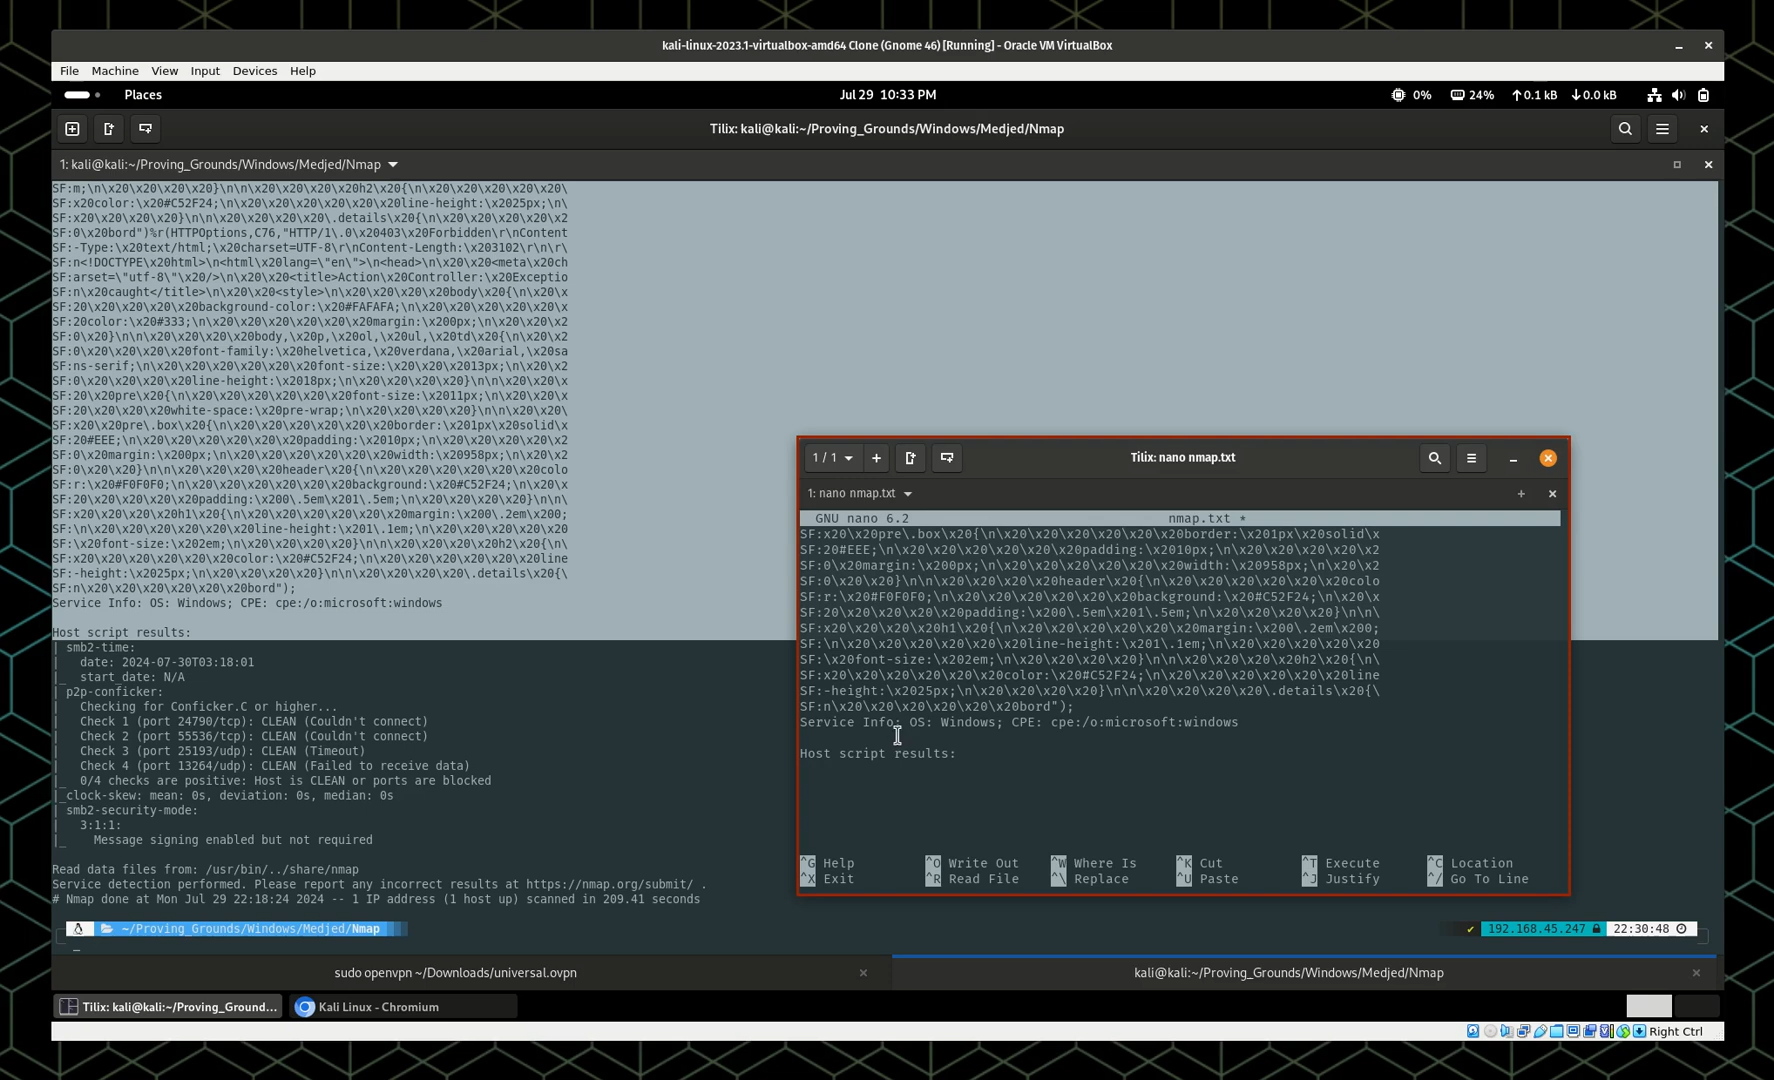 kali-linux-2023.1-virtualbox-amd64 Clone (Gnome 46) [Running] - Oracle VM VirtualBox
File Machine View Input Devices Help
Places
Jul 29 10:33 PM
0% 24% ↑0.1 kB ↓0.0 kB
Tilix: kali@kali:~/Proving_Grounds/Windows/Medjed/Nmap
1: kali@kali:~/Proving_Grounds/Windows/Medjed/Nmap
SF:m;\n\x20\x20\x20\x20}\n\n\x20\x20\x20\x20h2\x20{\n\x20\x20\x20\x20\x20\
SF:x20color:\x20#C52F24;\n\x20\x20\x20\x20\x20\x20line-height:\x2025px;\n\
SF:x20\x20\x20\x20}\n\n\x20\x20\x20\x20\.details\x20{\n\x20\x20\x20\x20\x2
SF:0\x20bord")%r(HTTPOptions,C76,"HTTP/1\.0\x20403\x20Forbidden\r\nContent
SF:-Type:\x20text/html;\x20charset=UTF-8\r\nContent-Length:\x203102\r\n\r\
SF:n<!DOCTYPE\x20html>\n<html\x20lang=\"en\">\n<head>\n\x20\x20<meta\x20ch
SF:arset=\"utf-8\"\x20/>\n\x20\x20<title>Action\x20Controller:\x20Exceptio
SF:n\x20caught</title>\n\x20\x20<style>\n\x20\x20\x20\x20body\x20{\n\x20\x
SF:20\x20\x20\x20\x20background-color:\x20#FAFAFA;\n\x20\x20\x20\x20\x20\x
SF:20color:\x20#333;\n\x20\x20\x20\x20\x20\x20margin:\x200px;\n\x20\x20\x2
SF:0\x20}\n\n\x20\x20\x20\x20body,\x20p,\x20ol,\x20ul,\x20td\x20{\n\x20\x2
SF:0\x20\x20\x20\x20font-family:\x20helvetica,\x20verdana,\x20arial,\x20sa
SF:ns-serif;\n\x20\x20\x20\x20\x20\x20font-size:\x20\x2013px;\n\x20\x20\x2
SF:0\x20\x20\x20line-height:\x2018px;\n\x20\x20\x20\x20}\n\n\x20\x20\x20\x
SF:20\x20pre\x20{\n\x20\x20\x20\x20\x20\x20font-size:\x2011px;\n\x20\x20\x
SF:20\x20\x20\x20white-space:\x20pre-wrap;\n\x20\x20\x20\x20}\n\n\x20\x20\
SF:x20\x20pre\.box\x20{\n\x20\x20\x20\x20\x20\x20border:\x201px\x20solid\x
SF:20#EEE;\n\x20\x20\x20\x20\x20\x20padding:\x2010px;\n\x20\x20\x20\x20\x2
SF:0\x20margin:\x200px;\n\x20\x20\x20\x20\x20\x20width:\x20958px;\n\x20\x2
SF:0\x20\x20}\n\n\x20\x20\x20\x20header\x20{\n\x20\x20\x20\x20\x20\x20colo
SF:r:\x20#F0F0F0;\n\x20\x20\x20\x20\x20\x20background:\x20#C52F24;\n\x20\x
SF:20\x20\x20\x20\x20padding:\x200\.5em\x201\.5em;\n\x20\x20\x20\x20}\n\n\
SF:x20\x20\x20\x20h1\x20{\n\x20\x20\x20\x20\x20\x20margin:\x200\.2em\x200;
SF:\n\x20\x20\x20\x20\x20\x20line-height:\x201\.1em;\n\x20\x20\x20\x20\x20
SF:\x20font-size:\x202em;\n\x20\x20\x20\x20}\n\n\x20\x20\x20\x20h2\x20{\n\
SF:x20\x20\x20\x20\x20\x20color:\x20#C52F24;\n\x20\x20\x20\x20\x20\x20line
SF:-height:\x2025px;\n\x20\x20\x20\x20}\n\n\x20\x20\x20\x20\.details\x20{\
SF:n\x20\x20\x20\x20\x20\x20bord");
Service Info: OS: Windows; CPE: cpe:/o:microsoft:windows
Host script results:
| smb2-time:
|   date: 2024-07-30T03:18:01
|_  start_date: N/A
| p2p-conficker:
|   Checking for Conficker.C or higher...
|   Check 1 (port 24790/tcp): CLEAN (Couldn't connect)
|   Check 2 (port 55536/tcp): CLEAN (Couldn't connect)
|   Check 3 (port 25193/udp): CLEAN (Timeout)
|   Check 4 (port 13264/udp): CLEAN (Failed to receive data)
|_  0/4 checks are positive: Host is CLEAN or ports are blocked
|_clock-skew: mean: 0s, deviation: 0s, median: 0s
| smb2-security-mode:
|   3:1:1:
|_    Message signing enabled but not required
Read data files from: /usr/bin/../share/nmap
Service detection performed. Please report any incorrect results at https://nmap.org/submit/ .
# Nmap done at Mon Jul 29 22:18:24 2024 -- 1 IP address (1 host up) scanned in 209.41 seconds
~/Proving_Grounds/Windows/Medjed/Nmap
✔ 192.168.45.247 22:30:48
1 / 1
Tilix: nano nmap.txt
1: nano nmap.txt
GNU nano 6.2 nmap.txt *
SF:x20\x20pre\.box\x20{\n\x20\x20\x20\x20\x20\x20border:\x201px\x20solid\x
SF:20#EEE;\n\x20\x20\x20\x20\x20\x20padding:\x2010px;\n\x20\x20\x20\x20\x2
SF:0\x20margin:\x200px;\n\x20\x20\x20\x20\x20\x20width:\x20958px;\n\x20\x2
SF:0\x20\x20}\n\n\x20\x20\x20\x20header\x20{\n\x20\x20\x20\x20\x20\x20colo
SF:r:\x20#F0F0F0;\n\x20\x20\x20\x20\x20\x20background:\x20#C52F24;\n\x20\x
SF:20\x20\x20\x20\x20padding:\x200\.5em\x201\.5em;\n\x20\x20\x20\x20}\n\n\
SF:x20\x20\x20\x20h1\x20{\n\x20\x20\x20\x20\x20\x20margin:\x200\.2em\x200;
SF:\n\x20\x20\x20\x20\x20\x20line-height:\x201\.1em;\n\x20\x20\x20\x20\x20
SF:\x20font-size:\x202em;\n\x20\x20\x20\x20}\n\n\x20\x20\x20\x20h2\x20{\n\
SF:x20\x20\x20\x20\x20\x20color:\x20#C52F24;\n\x20\x20\x20\x20\x20\x20line
SF:-height:\x2025px;\n\x20\x20\x20\x20}\n\n\x20\x20\x20\x20\.details\x20{\
SF:n\x20\x20\x20\x20\x20\x20bord");
Service Info: OS: Windows; CPE: cpe:/o:microsoft:windows
Host script results:
^G Help ^O Write Out ^W Where Is ^K Cut ^T Execute ^C Location
^X Exit ^R Read File ^\ Replace ^U Paste ^J Justify ^/ Go To Line
sudo openvpn ~/Downloads/universal.ovpn
kali@kali:~/Proving_Grounds/Windows/Medjed/Nmap
Tilix: kali@kali:~/Proving_Ground...
Kali Linux - Chromium
Right Ctrl